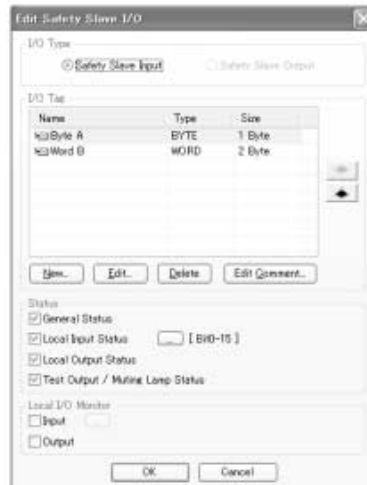 Edit Safety Slave I/O
I/O Type
Safety Slave Input Safety Slave Output
I/O Tag
Name Type Size
Byte A BYTE 1 Byte
Word B WORD 2 Byte
New... Edit... Delete Edit Comment...
Status
General Status
Local Input Status ... [ Bit0-15 ]
Local Output Status
Test Output / Muting Lamp Status
Local I/O Monitor
Input ...
Output
OK Cancel